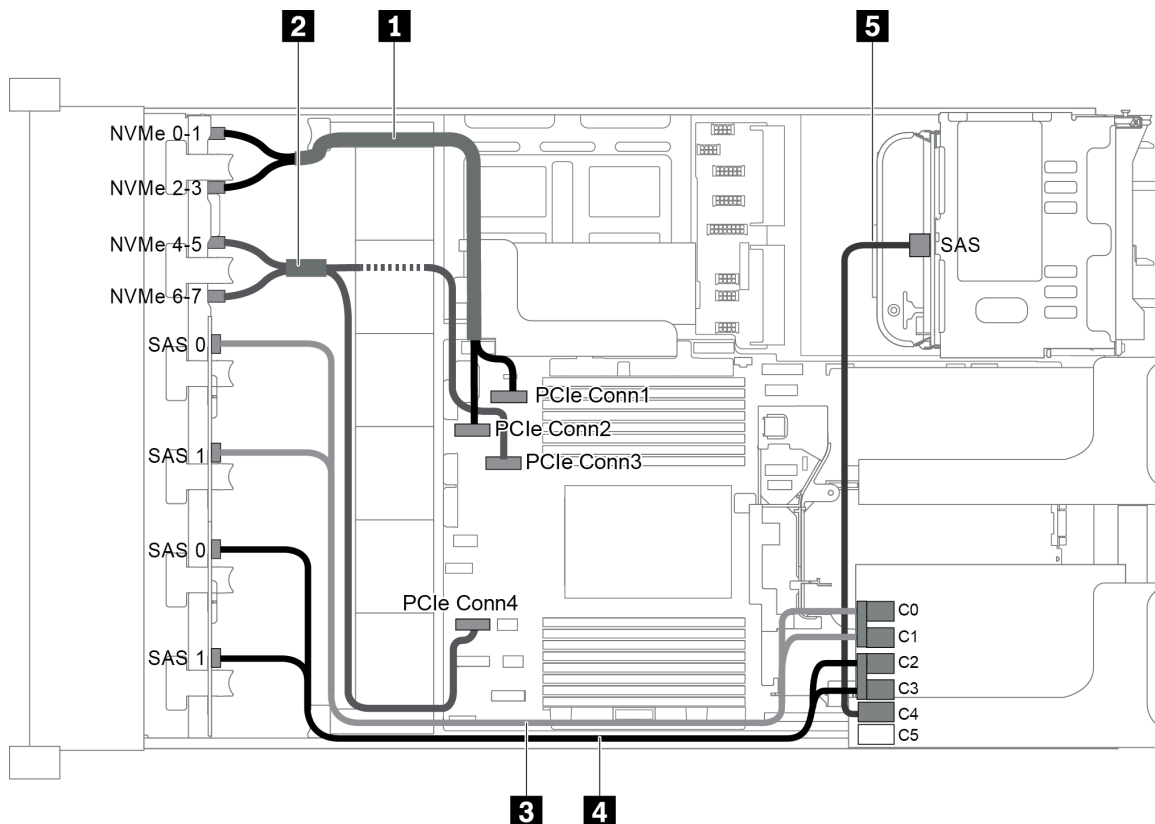 2 1 5
NVMe 0-1
NVMe 2-3
NVMe 4-5
SAS
NVMe 6-7
SAS 0
PCIe Conn1
PCIe Conn2
SAS 1
PCIe Conn3
SAS 0
PCIe Conn4
C0
C1
SAS 1
C2
C3
C4
C5
3 4